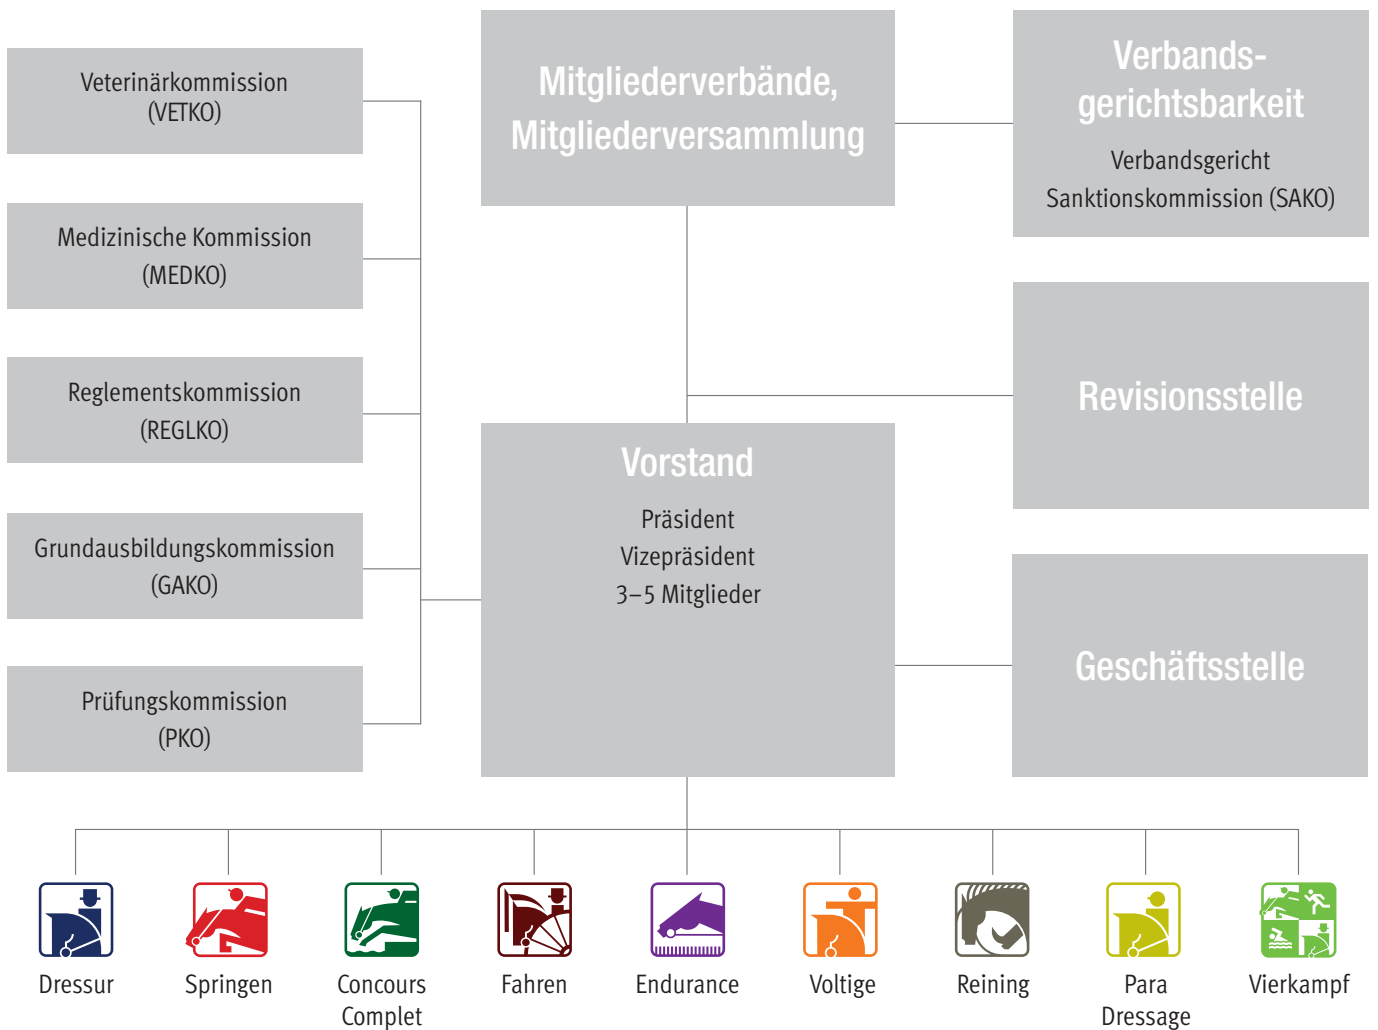 Veterinärkommission
(VETKO)
Medizinische Kommission
(MEDKO)
Reglementskommission
(REGLKO)
Grundausbildungskommission
(GAKO)
Prüfungskommission
(PKO)
Mitgliederverbände,
Mitgliederversammlung
Vorstand
Präsident
Vizepräsident
3–5 Mitglieder
Verbands-
gerichtsbarkeit
Verbandsgericht
Sanktionskommission (SAKO)
Revisionsstelle
Geschäftsstelle
Dressur
Springen
Concours
Complet
Fahren
Endurance
Voltige
Reining
Para
Dressage
Vierkampf